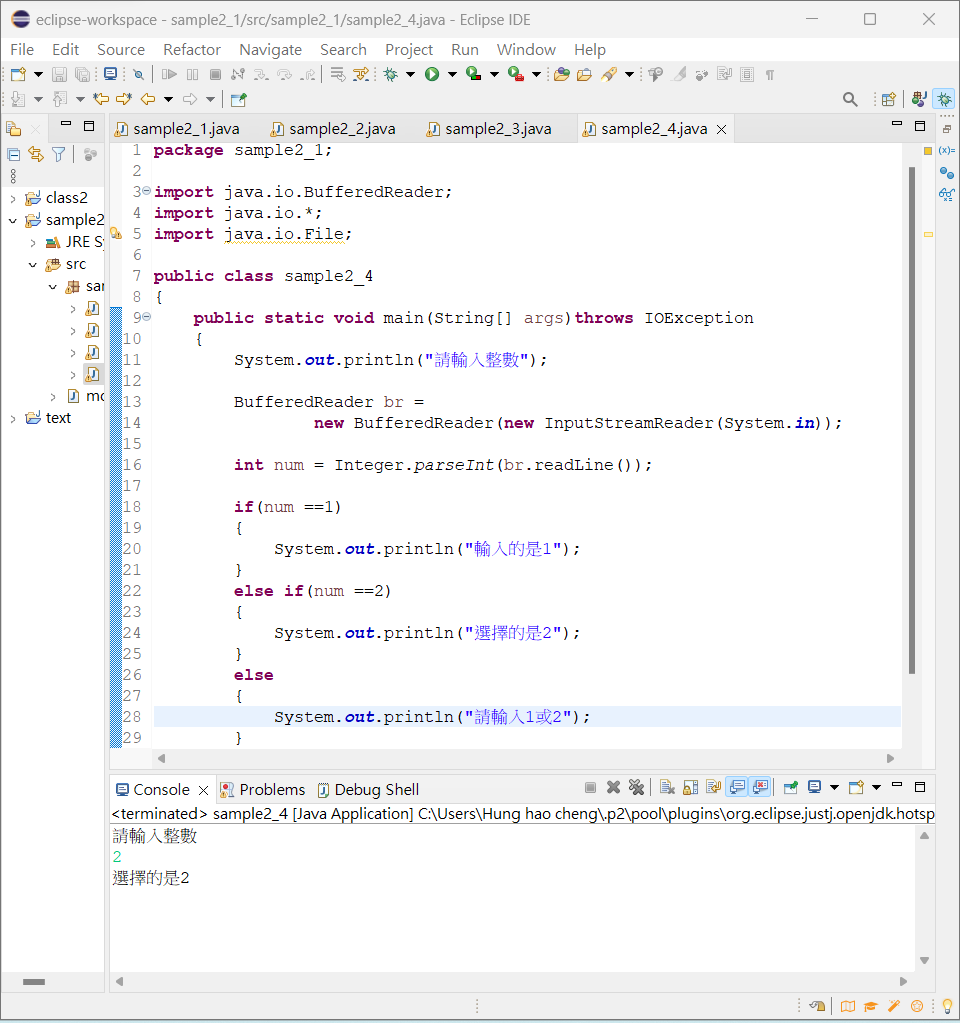 eclipse-workspace - sample2_1/src/sample2_1/sample2_4.java - Eclipse IDE
File Edit Source Refactor Navigate Search Project Run Window Help
sample2_1.java sample2_2.java sample2_3.java sample2_4.java
class2
sample2
JRE Sy
src
sar
mo
text
1 package sample2_1;
2
3 import java.io.BufferedReader;
4 import java.io.*;
5 import java.io.File;
6
7 public class sample2_4
8 {
9 public static void main(String[] args)throws IOException
10 {
11 System.out.println("請輸入整數");
12
13 BufferedReader br =
14 new BufferedReader(new InputStreamReader(System.in));
15
16 int num = Integer.parseInt(br.readLine());
17
18 if(num ==1)
19 {
20 System.out.println("輸入的是1");
21 }
22 else if(num ==2)
23 {
24 System.out.println("選擇的是2");
25 }
26 else
27 {
28 System.out.println("請輸入1或2");
29 }
Console Problems Debug Shell
<terminated> sample2_4 [Java Application] C:\Users\Hung hao cheng\.p2\pool\plugins\org.eclipse.justj.openjdk.hotsp
請輸入整數
2
選擇的是2